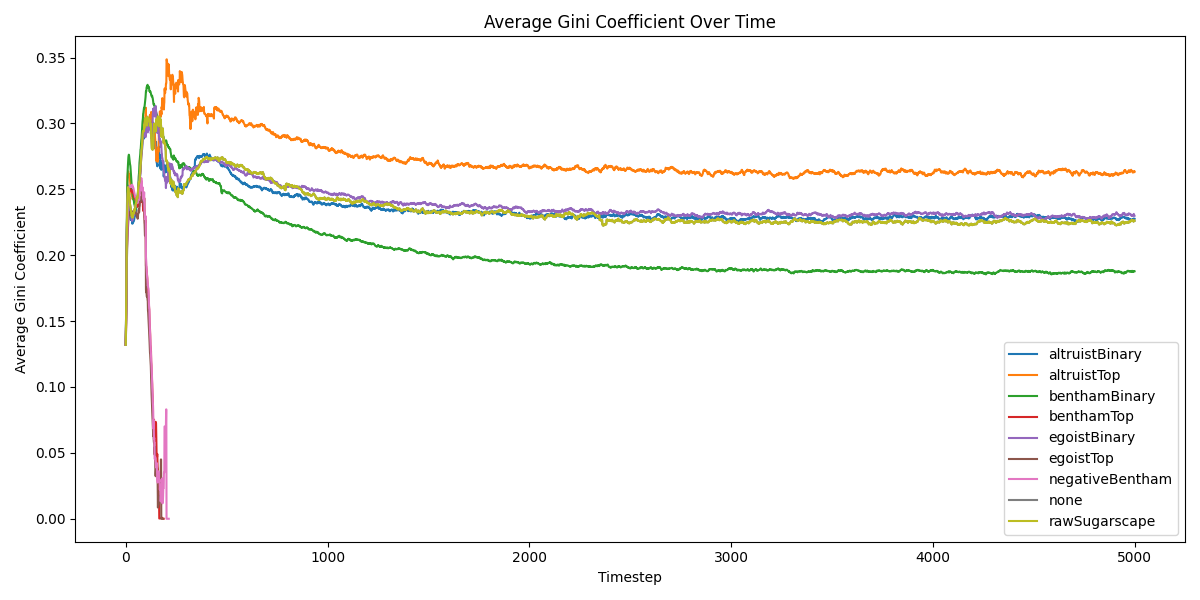 Average Gini Coefficient Over Time
Average Gini Coefficient
0.35
0.30
0.25
0.20
0.15
0.10
0.05
0.00
0
1000
2000
3000
4000
5000
Timestep
altruistBinary
altruistTop
benthamBinary
benthamTop
egoistBinary
egoistTop
negativeBentham
none
rawSugarscape